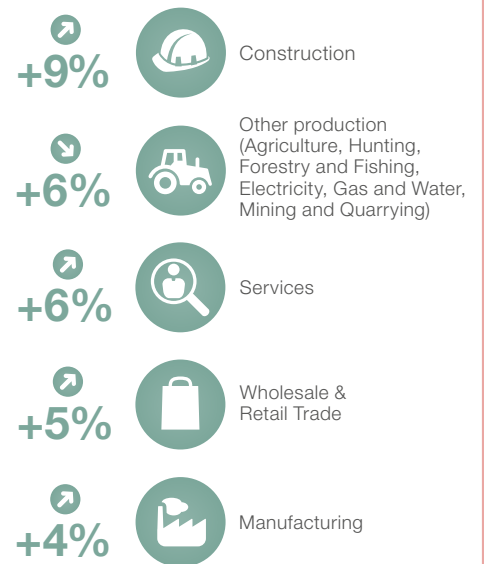 +9%
Construction
+6%
Other production
(Agriculture, Hunting,
Forestry and Fishing,
Electricity, Gas and Water,
Mining and Quarrying)
+6%
Services
+5%
Wholesale &
Retail Trade
+4%
Manufacturing